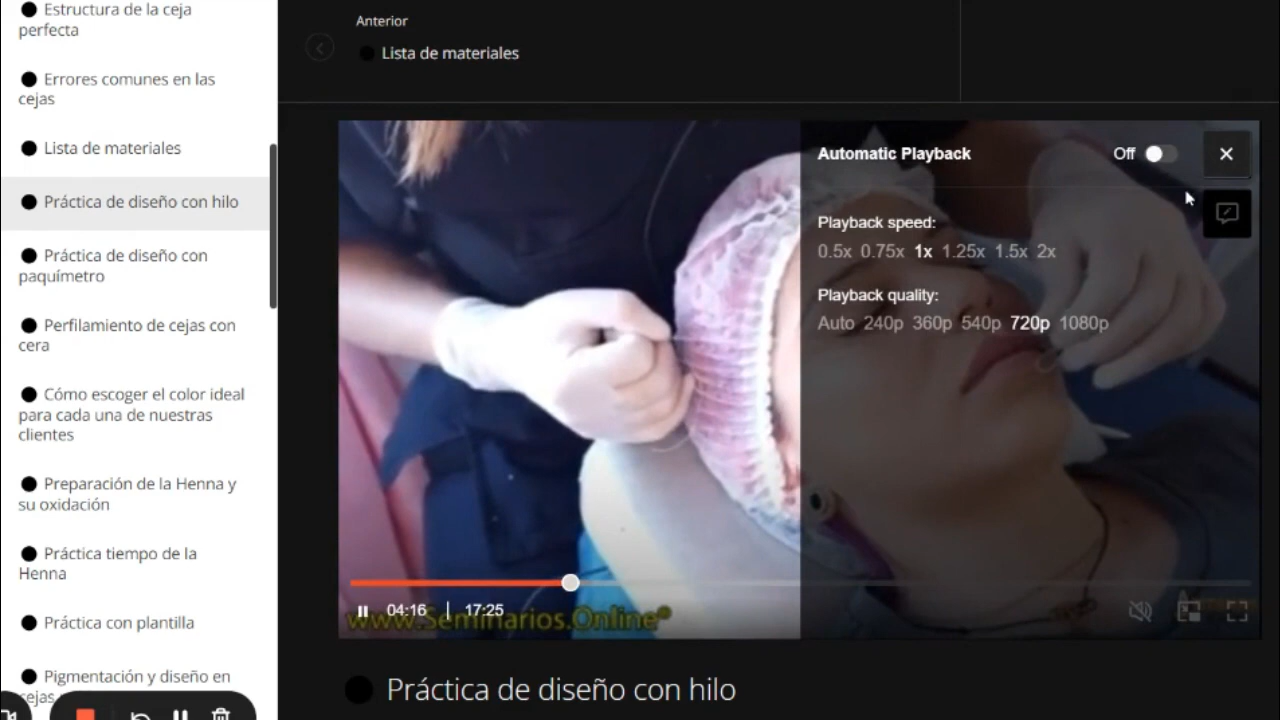 Estructura de la ceja
perfecta
Errores comunes en las
cejas
Lista de materiales
Práctica de diseño con hilo
Práctica de diseño con
paquímetro
Perfilamiento de cejas con
cera
Cómo escoger el color ideal
para cada una de nuestras
clientes
Preparación de la Henna y
su oxidación
Práctica tiempo de la
Henna
Práctica con plantilla
Pigmentación y diseño en
cejas
Anterior
Lista de materiales
Automatic Playback
Off
Playback speed:
0.5x 0.75x 1x 1.25x 1.5x 2x
Playback quality:
Auto 240p 360p 540p 720p 1080p
04:16 | 17:25
www.Seminarios.Online®
Práctica de diseño con hilo